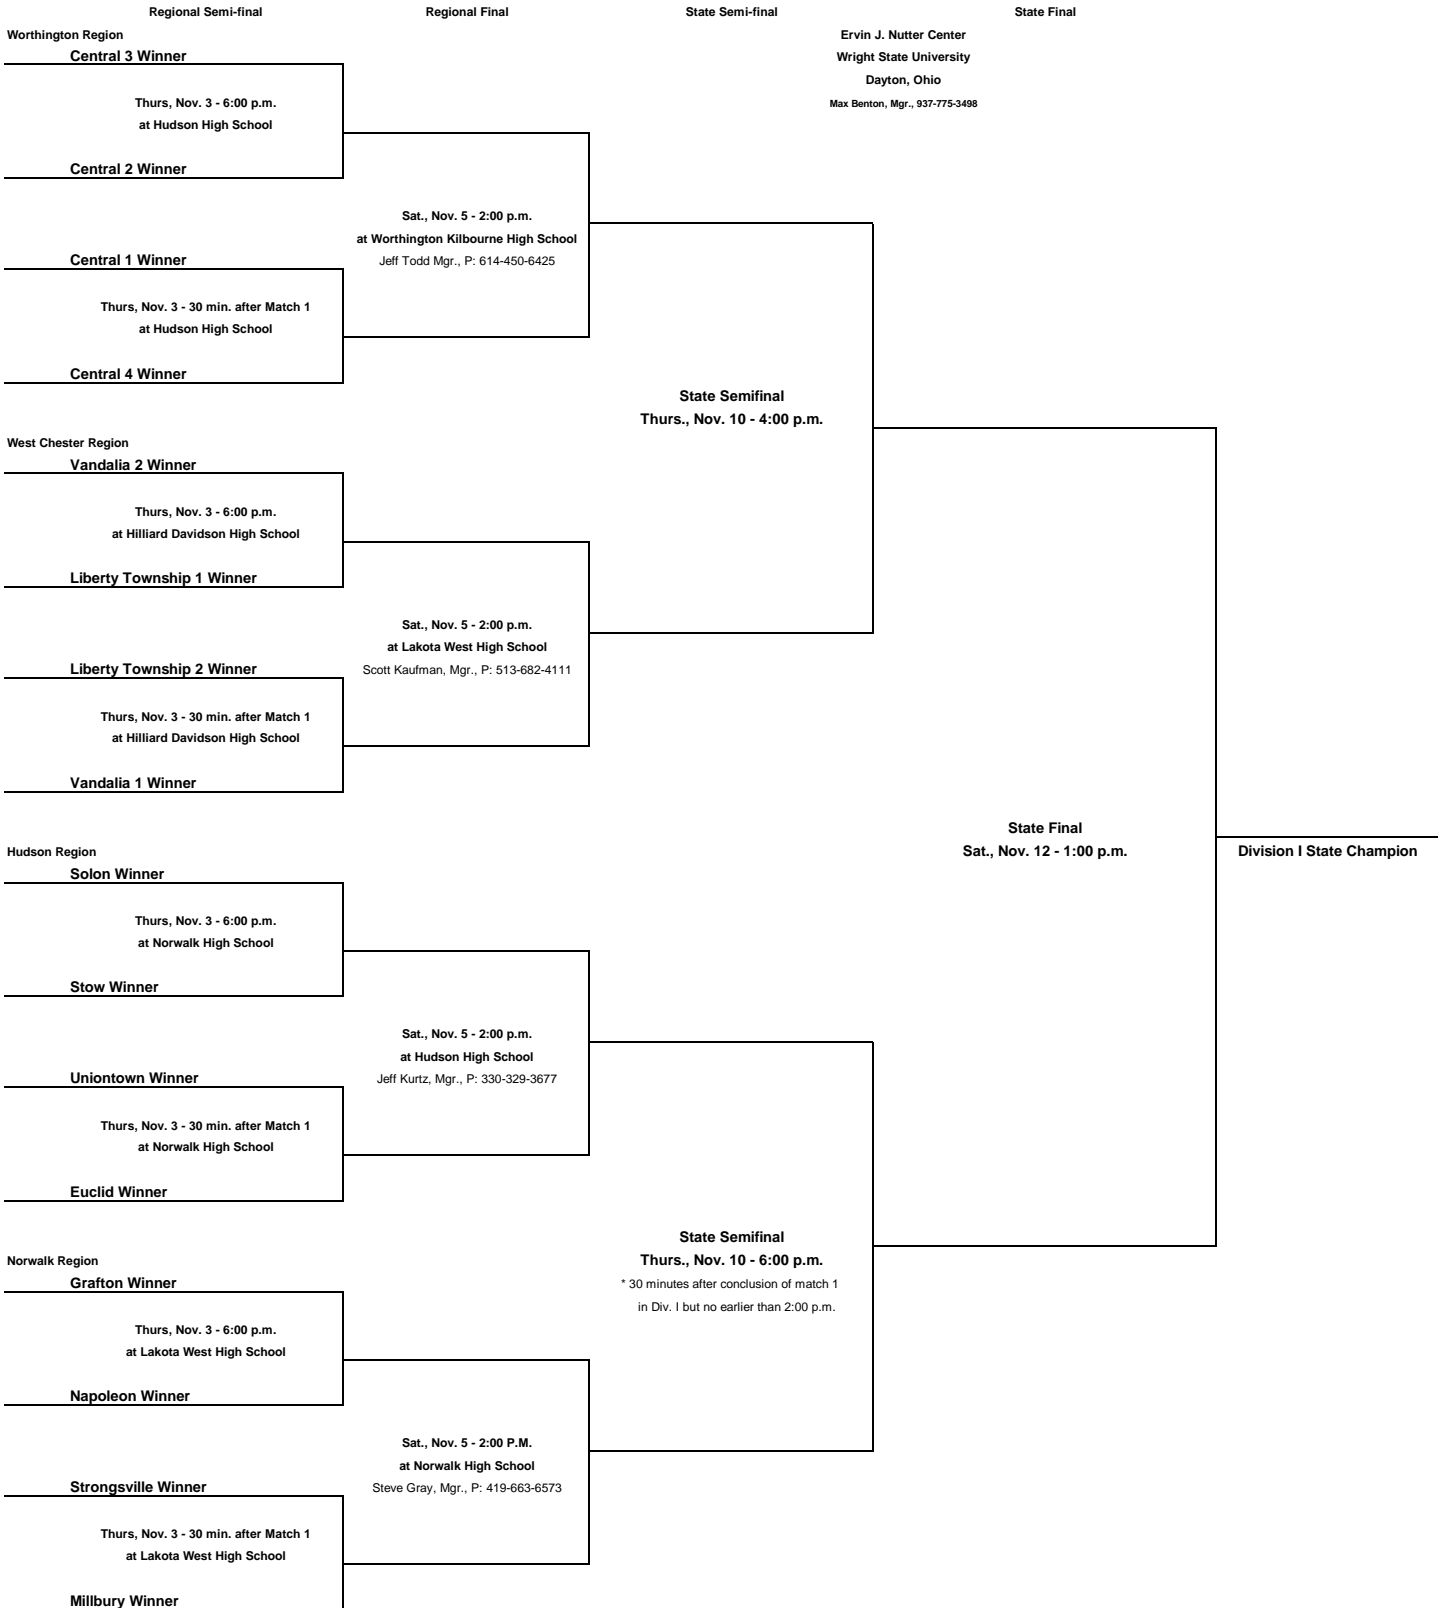 Regional Semi-final
Regional Final
State Semi-final
State Final
Worthington Region
Ervin J. Nutter Center
Central 3 Winner
Wright State University
Dayton, Ohio
Thurs, Nov. 3 - 6:00 p.m.
Max Benton, Mgr., 937-775-3498
at Hudson High School
Central 2 Winner
Sat., Nov. 5 - 2:00 p.m.
at Worthington Kilbourne High School
Central 1 Winner
Jeff Todd Mgr., P: 614-450-6425
Thurs, Nov. 3 - 30 min. after Match 1
at Hudson High School
Central 4 Winner
State Semifinal
Thurs., Nov. 10 - 4:00 p.m.
West Chester Region
Vandalia 2 Winner
Thurs, Nov. 3 - 6:00 p.m.
at Hilliard Davidson High School
Liberty Township 1 Winner
Sat., Nov. 5 - 2:00 p.m.
at Lakota West High School
Liberty Township 2 Winner
Scott Kaufman, Mgr., P: 513-682-4111
Thurs, Nov. 3 - 30 min. after Match 1
at Hilliard Davidson High School
Vandalia 1 Winner
State Final
Sat., Nov. 12 - 1:00 p.m.
Division I State Champion
Hudson Region
Solon Winner
Thurs, Nov. 3 - 6:00 p.m.
at Norwalk High School
Stow Winner
Sat., Nov. 5 - 2:00 p.m.
at Hudson High School
Uniontown Winner
Jeff Kurtz, Mgr., P: 330-329-3677
Thurs, Nov. 3 - 30 min. after Match 1
at Norwalk High School
Euclid Winner
State Semifinal
Thurs., Nov. 10 - 6:00 p.m.
Norwalk Region
Grafton Winner
* 30 minutes after conclusion of match 1
in Div. I but no earlier than 2:00 p.m.
Thurs, Nov. 3 - 6:00 p.m.
at Lakota West High School
Napoleon Winner
Sat., Nov. 5 - 2:00 P.M.
at Norwalk High School
Strongsville Winner
Steve Gray, Mgr., P: 419-663-6573
Thurs, Nov. 3 - 30 min. after Match 1
at Lakota West High School
Millbury Winner